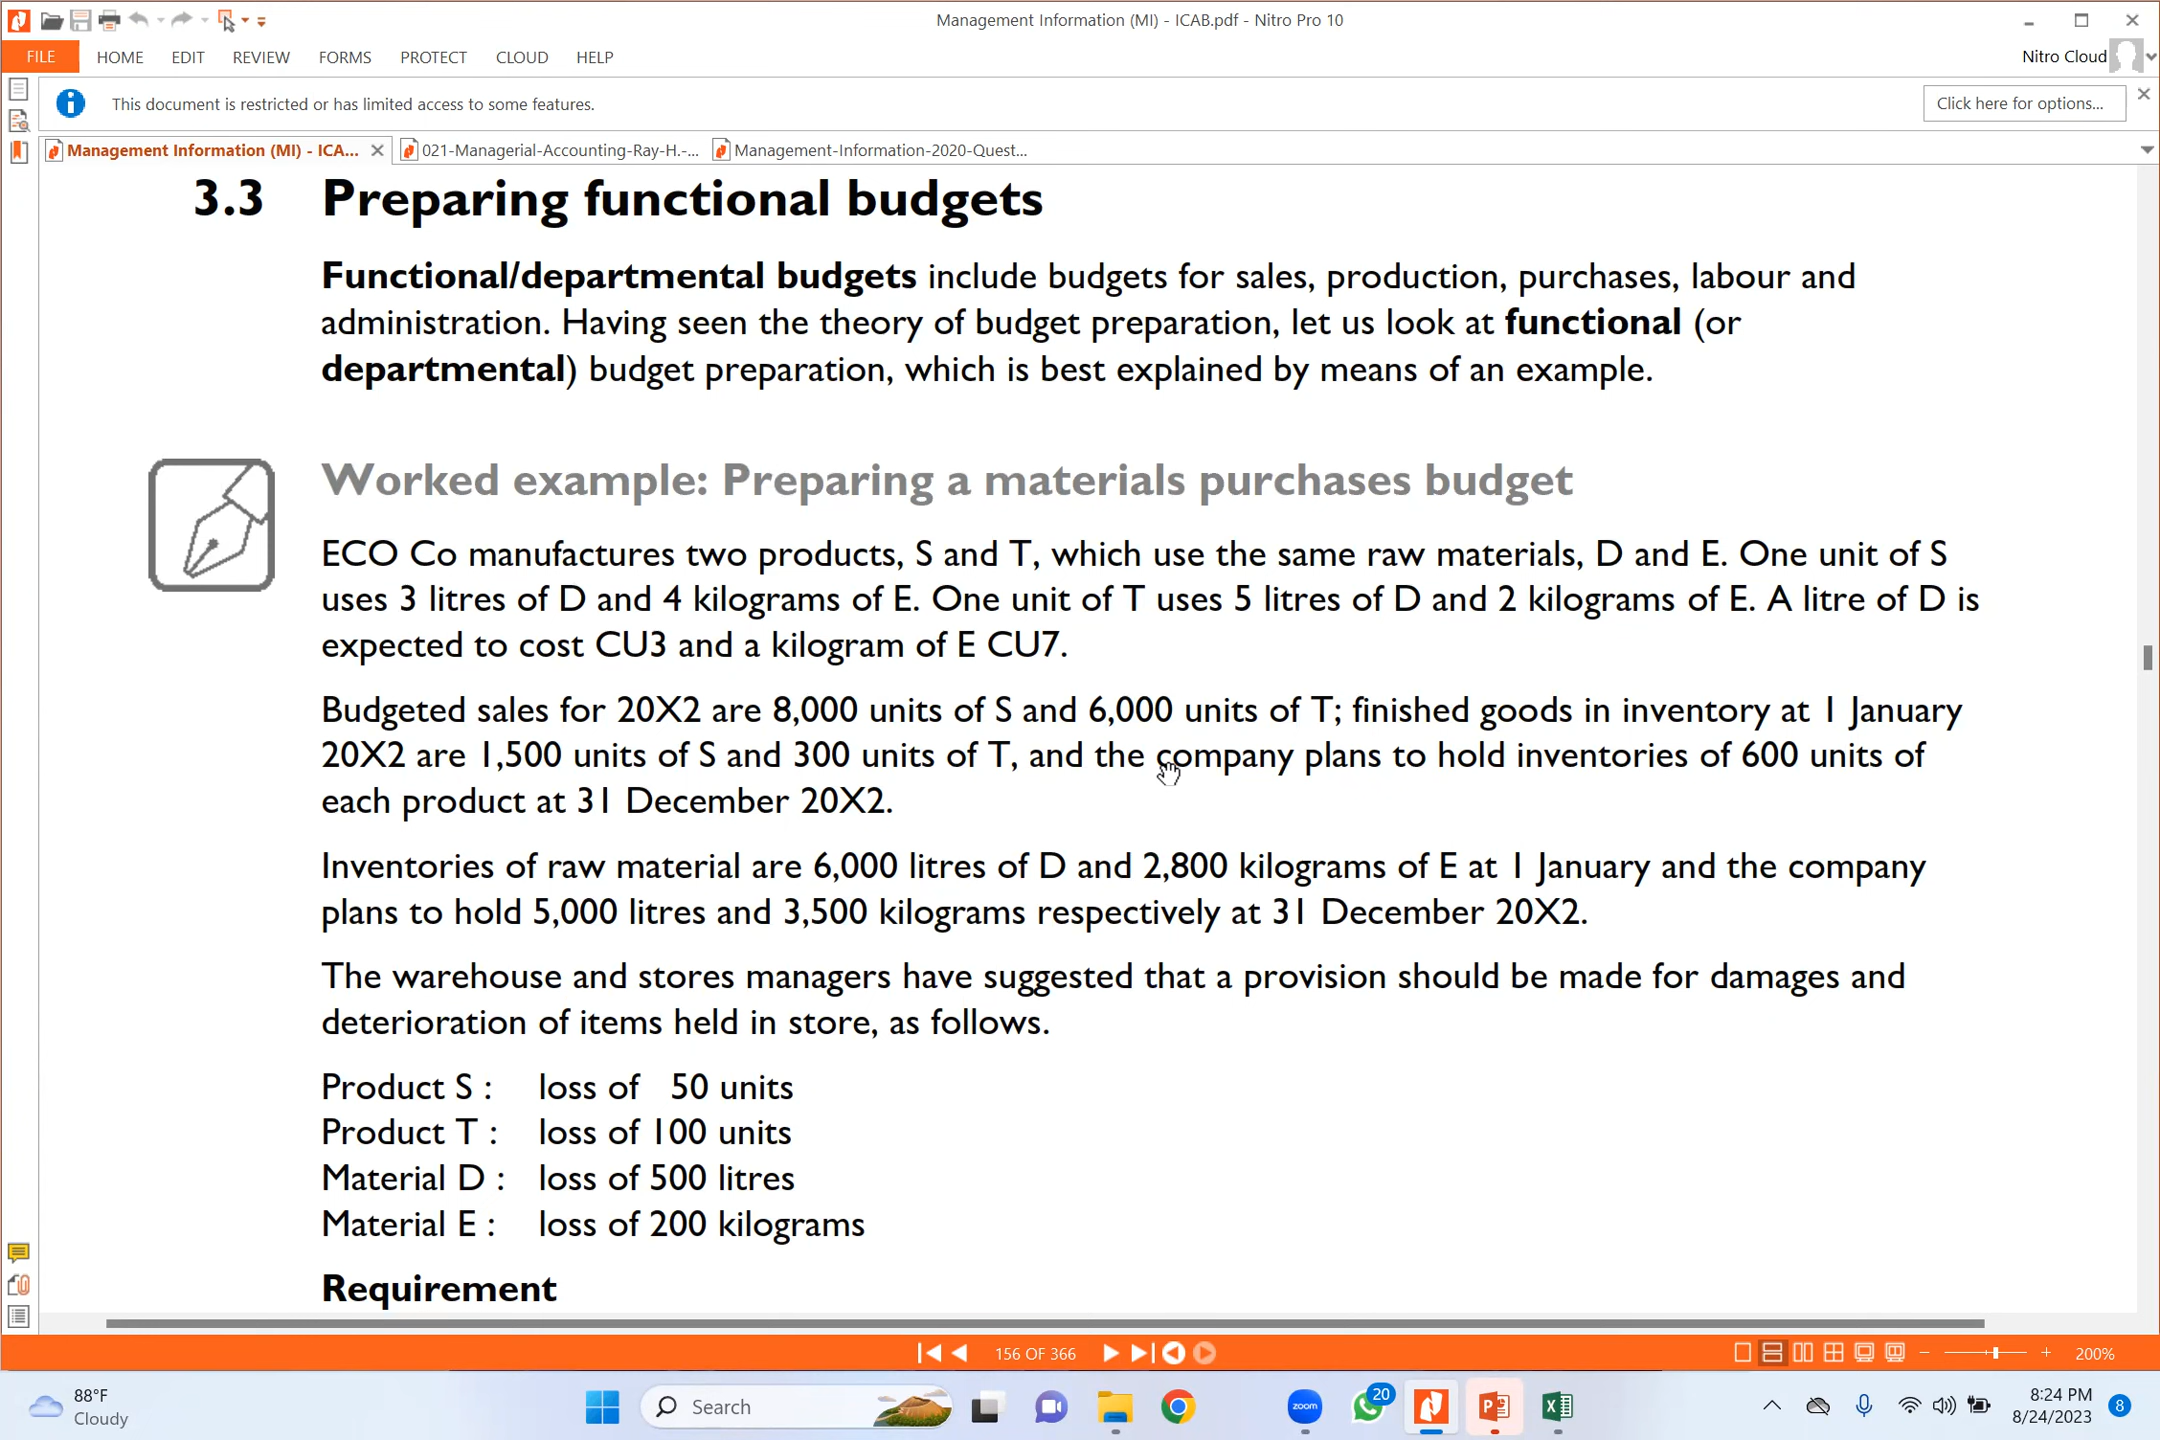 Management Information (MI) - ICAB.pdf - Nitro Pro 10
FILE HOME EDIT REVIEW FORMS PROTECT CLOUD HELP
Nitro Cloud
This document is restricted or has limited access to some features.
Click here for options...
Management Information (MI) - ICA... 021-Managerial-Accounting-Ray-H.-... Management-Information-2020-Quest...
3.3 Preparing functional budgets
Functional/departmental budgets include budgets for sales, production, purchases, labour and
administration. Having seen the theory of budget preparation, let us look at functional (or
departmental) budget preparation, which is best explained by means of an example.
Worked example: Preparing a materials purchases budget
ECO Co manufactures two products, S and T, which use the same raw materials, D and E. One unit of S
uses 3 litres of D and 4 kilograms of E. One unit of T uses 5 litres of D and 2 kilograms of E. A litre of D is
expected to cost CU3 and a kilogram of E CU7.
Budgeted sales for 20X2 are 8,000 units of S and 6,000 units of T; finished goods in inventory at 1 January
20X2 are 1,500 units of S and 300 units of T, and the company plans to hold inventories of 600 units of
each product at 31 December 20X2.
Inventories of raw material are 6,000 litres of D and 2,800 kilograms of E at 1 January and the company
plans to hold 5,000 litres and 3,500 kilograms respectively at 31 December 20X2.
The warehouse and stores managers have suggested that a provision should be made for damages and
deterioration of items held in store, as follows.
Product S : loss of 50 units
Product T : loss of 100 units
Material D : loss of 500 litres
Material E : loss of 200 kilograms
Requirement
156 OF 366
200%
88°F
Cloudy
Search
zoom
20
8:24 PM
8/24/2023
8